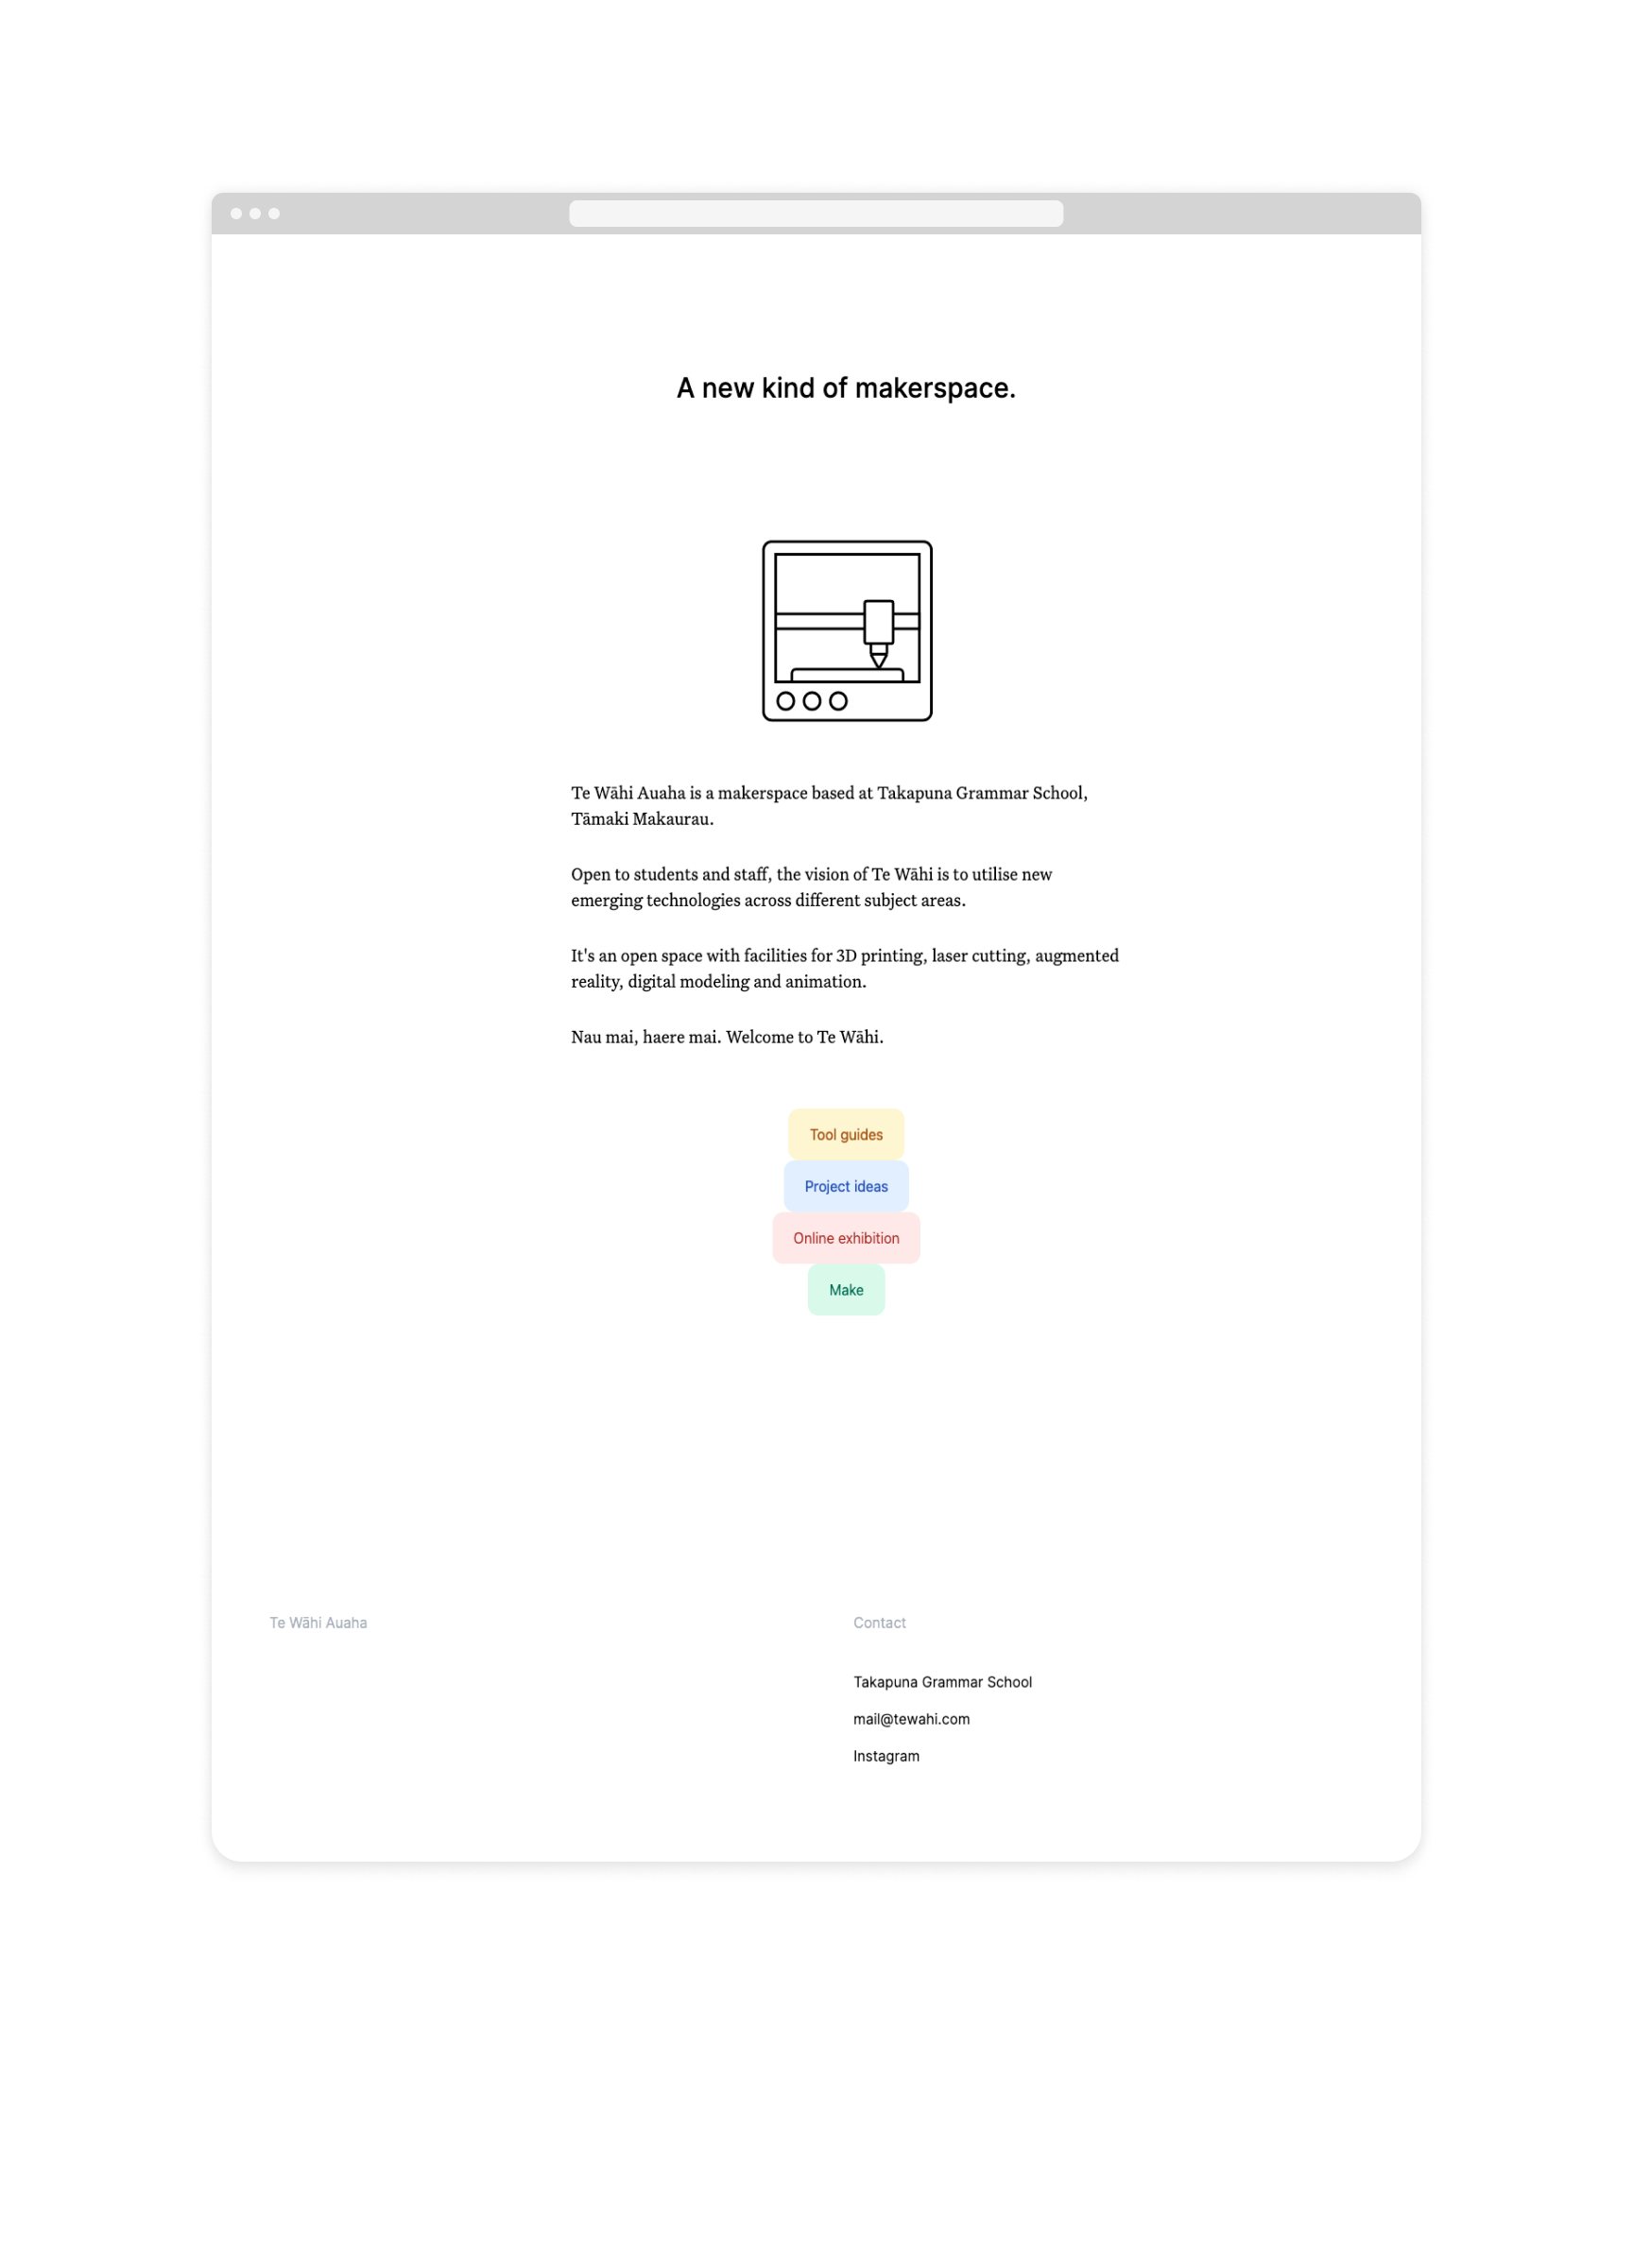 A new kind of makerspace.
Te Wāhi Auaha is a makerspace based at Takapuna Grammar School,
Tāmaki Makaurau.
Open to students and staff, the vision of Te Wāhi is to utilise new
emerging technologies across different subject areas.
It's an open space with facilities for 3D printing, laser cutting, augmented
reality, digital modeling and animation.
Nau mai, haere mai. Welcome to Te Wāhi.
Tool guides
Project ideas
Online exhibition
Make
Te Wāhi Auaha
Contact
Takapuna Grammar School
mail@tewahi.com
Instagram